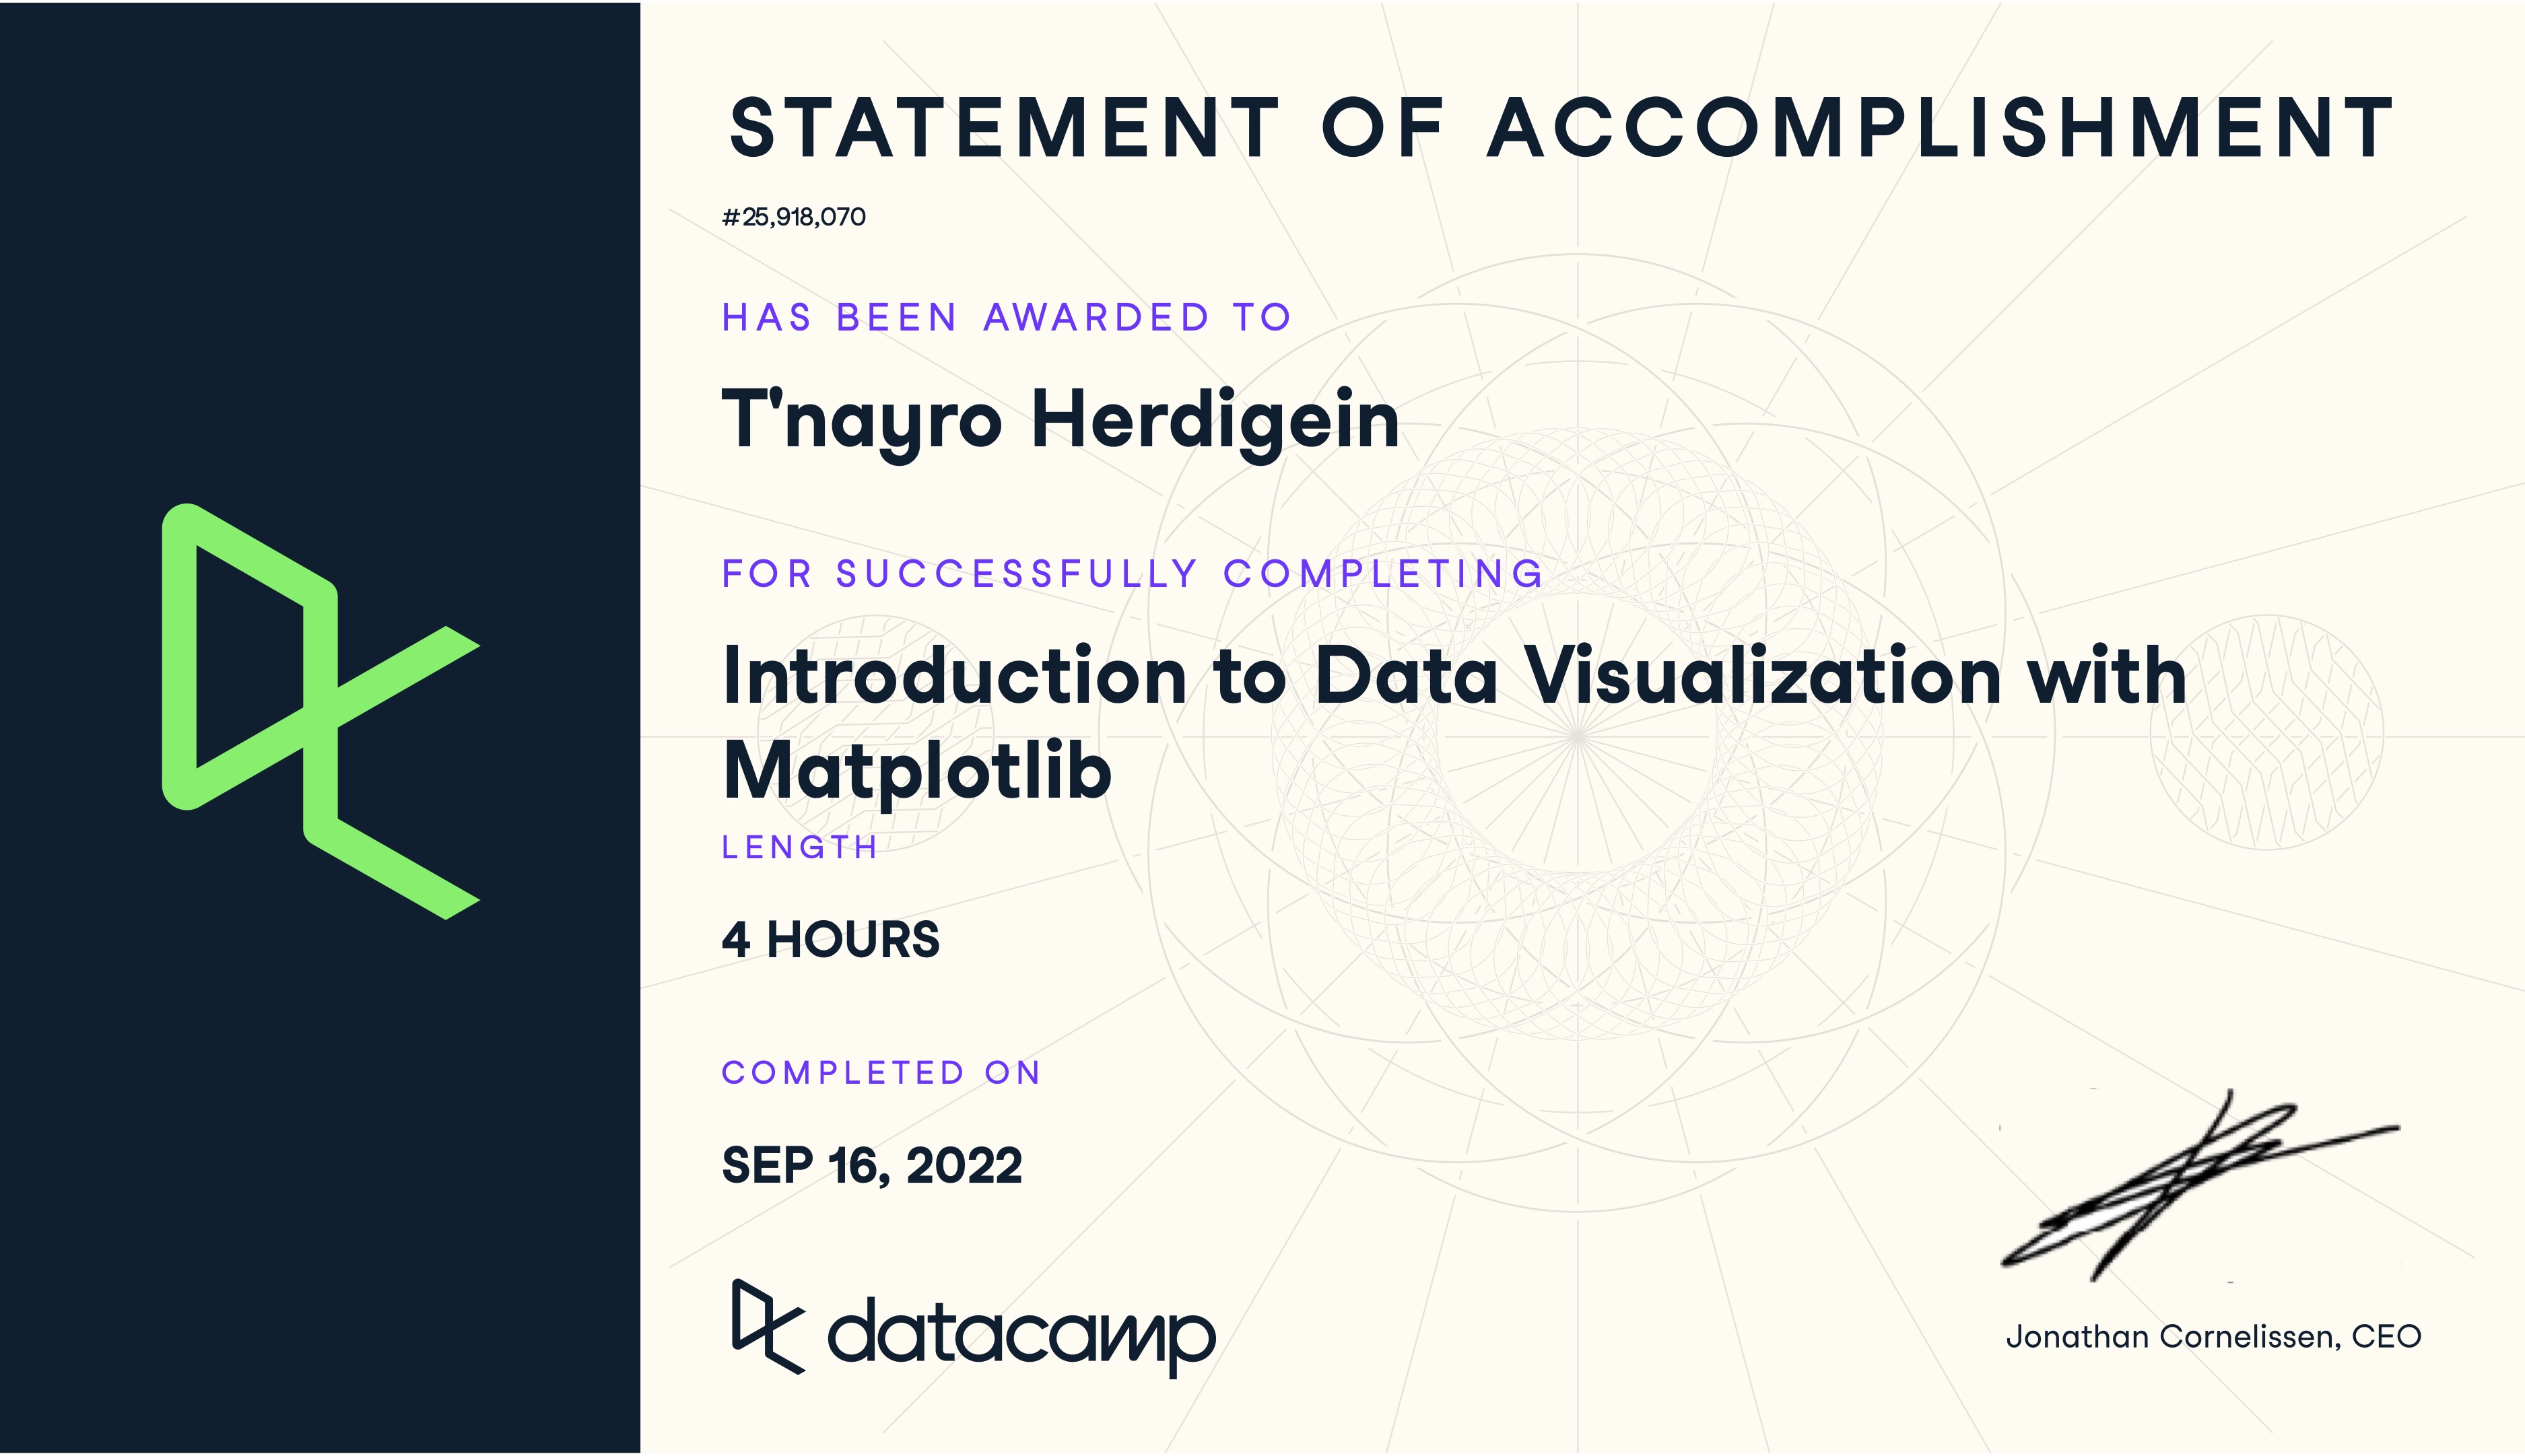 STATEMENT OF ACCOMPLISHMENT
#25,918,070
HAS BEEN AWARDED TO
T'nayro Herdigein
FOR SUCCESSFULLY COMPLETING
Introduction to Data Visualization with
Matplotlib
LENGTH
4 HOURS
COMPLETED ON
SEP 16, 2022
datacamp
Jonathan Cornelissen, CEO